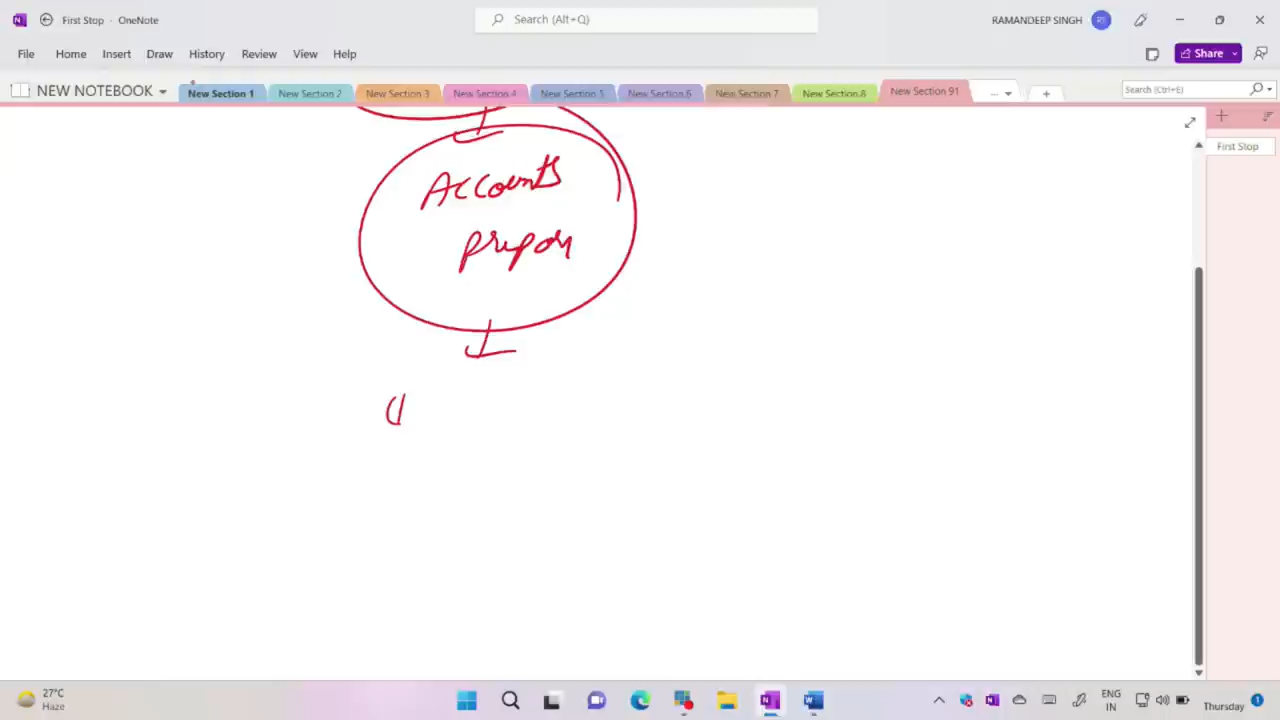 First Stop - OneNote
Search (Alt+Q)
RAMANDEEP SINGH
RS
File Home Insert Draw History Review View Help
Share
NEW NOTEBOOK
New Section 1 New Section 2 New Section 3 New Section 4 New Section 5 New Section 6 New Section 7 New Section 8 New Section 91 ...
Search (Ctrl+E)
First Stop
Accounts
27°C
Haze
ENG
IN
Thursday
1